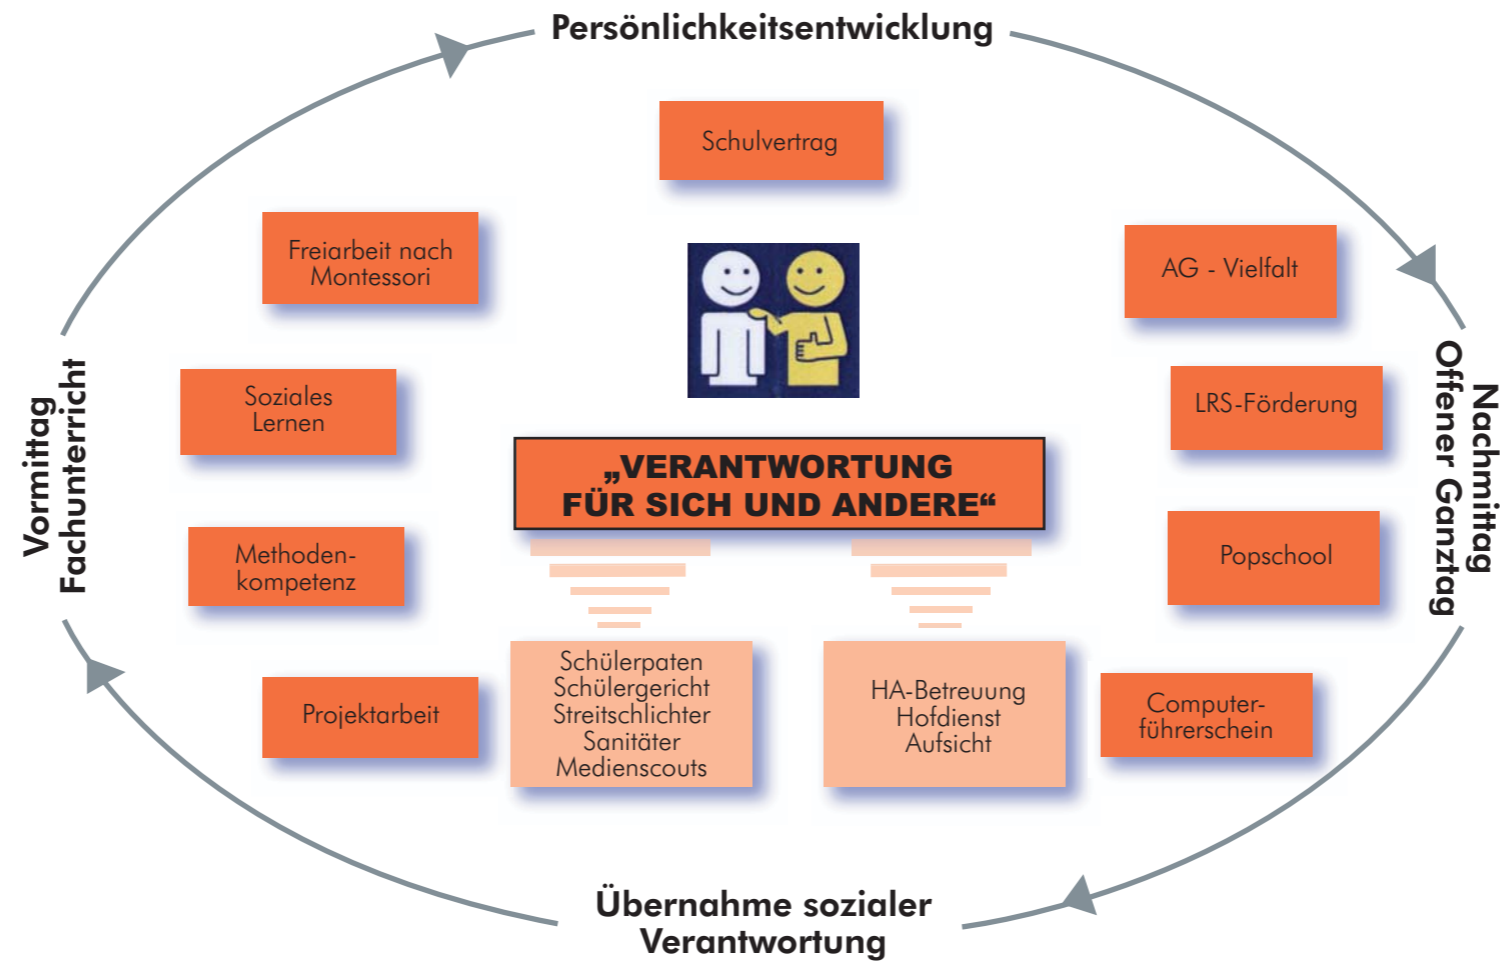 Persönlichkeitsentwicklung
Schulvertrag
Freiarbeit nach
Montessori
Soziales
Lernen
Methoden-
kompetenz
Projektarbeit
Vormittag
Fachunterricht
„VERANTWORTUNG
FÜR SICH UND ANDERE“
Schülerpaten
Schülergericht
Streitschlichter
Sanitäter
Medienscouts
HA-Betreuung
Hofdienst
Aufsicht
AG - Vielfalt
LRS-Förderung
Popschool
Computer-
führerschein
Nachmittag
Offener Ganztag
Übernahme sozialer
Verantwortung